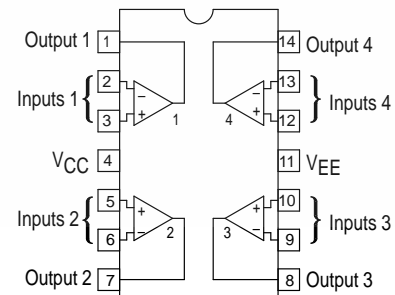 Output 1 1 14 Output 4
2 − − 13
Inputs 1 { } Inputs 4
3 + 1 4 + 12
VCC 4 11 VEE
5 + + 10
Inputs 2 { } Inputs 3
6 − 2 3 − 9
Output 2 7 8 Output 3